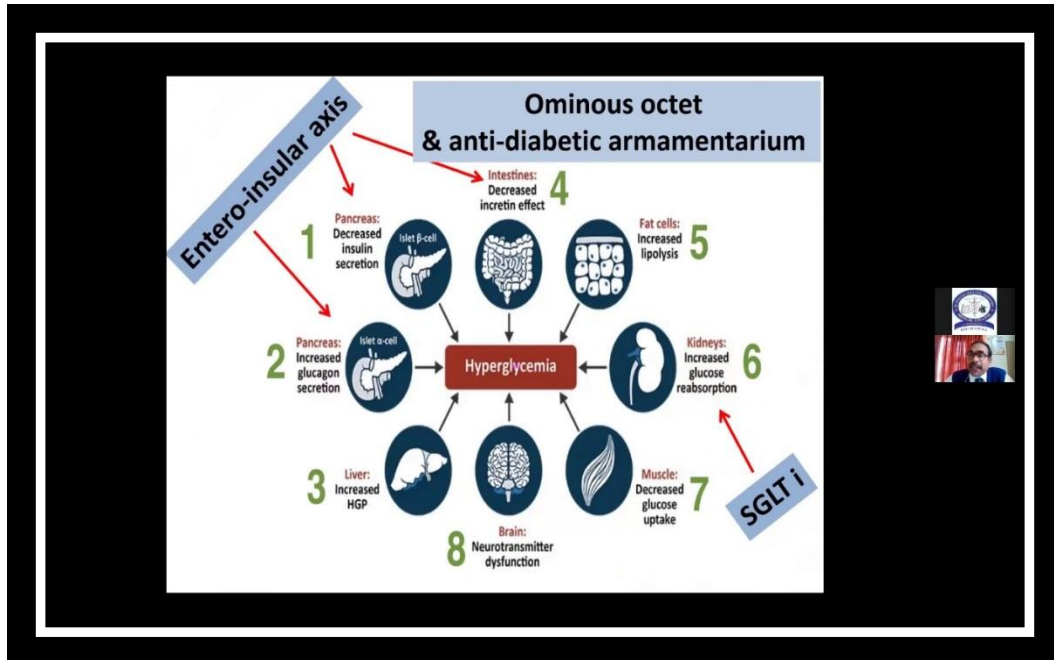 Entero-insular axis
Ominous octet
& anti-diabetic armamentarium
1
Pancreas:
Decreased
insulin
secretion
Islet β-cell
Intestines:
Decreased
incretin effect
4
Fat cells:
Increased
lipolysis
5
2
Pancreas:
Increased
glucagon
secretion
Islet α-cell
Hyperglycemia
Kidneys:
Increased
glucose
reabsorption
6
3
Liver:
Increased
HGP
8
Brain:
Neurotransmitter
dysfunction
Muscle:
Decreased
glucose
uptake
7
SGLT i